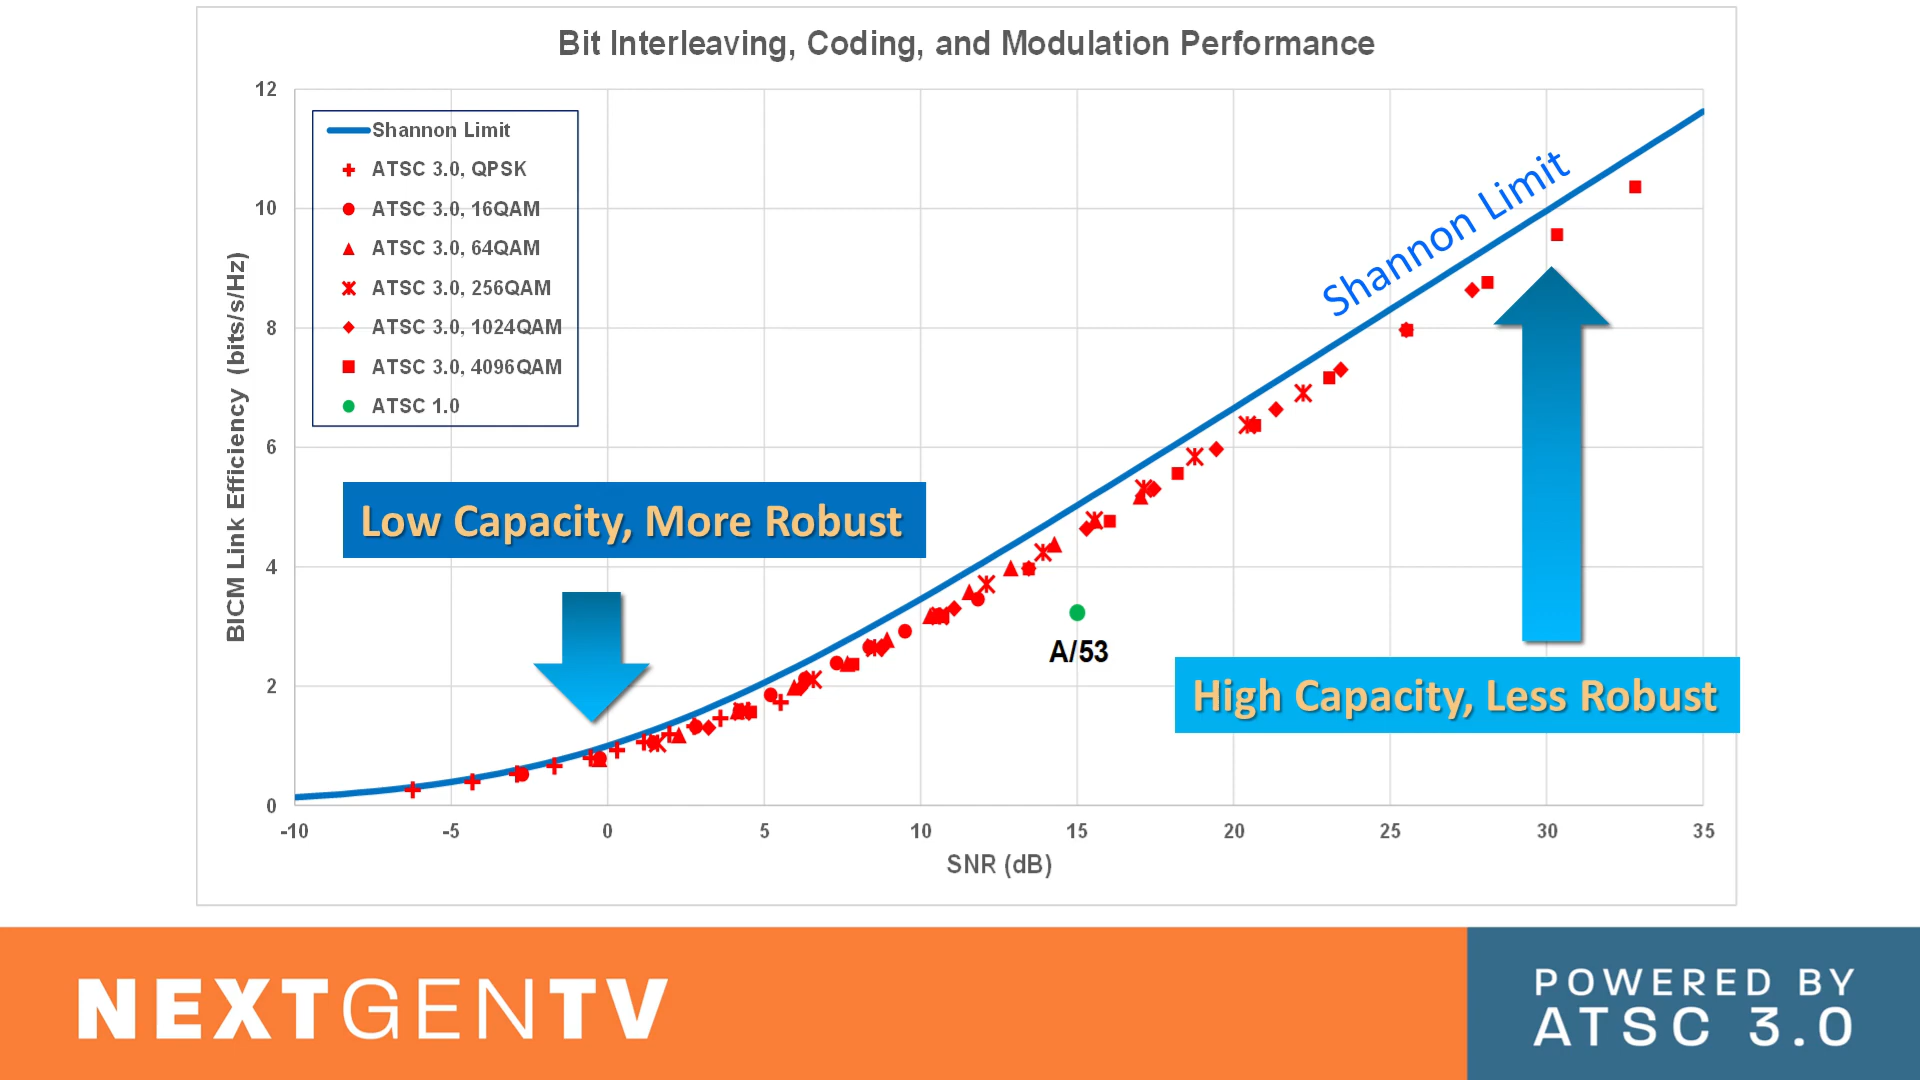 Bit Interleaving, Coding, and Modulation Performance
12
10
8
6
4
2
0
BICM Link Efficiency (bits/s/Hz)
Shannon Limit
ATSC 3.0, QPSK
ATSC 3.0, 16QAM
ATSC 3.0, 64QAM
ATSC 3.0, 256QAM
ATSC 3.0, 1024QAM
ATSC 3.0, 4096QAM
ATSC 1.0
Shannon Limit
Low Capacity, More Robust
A/53
High Capacity, Less Robust
-10 -5 0 5 10 15 20 25 30 35
SNR (dB)
NEXTGENTV
POWERED BY
ATSC 3.0